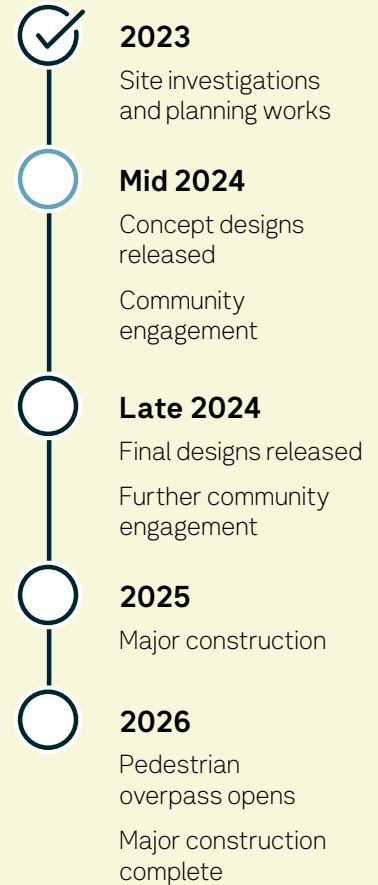 2023
Site investigations
and planning works
Mid 2024
Concept designs
released
Community
engagement
Late 2024
Final designs released
Further community
engagement
2025
Major construction
2026
Pedestrian
overpass opens
Major construction
complete